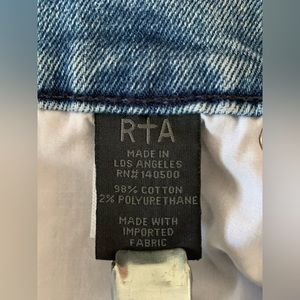 R†A
MADE IN
LOS ANGELES
RN# 140500
98% COTTON
2% POLYURETHANE
MADE WITH
IMPORTED
FABRIC